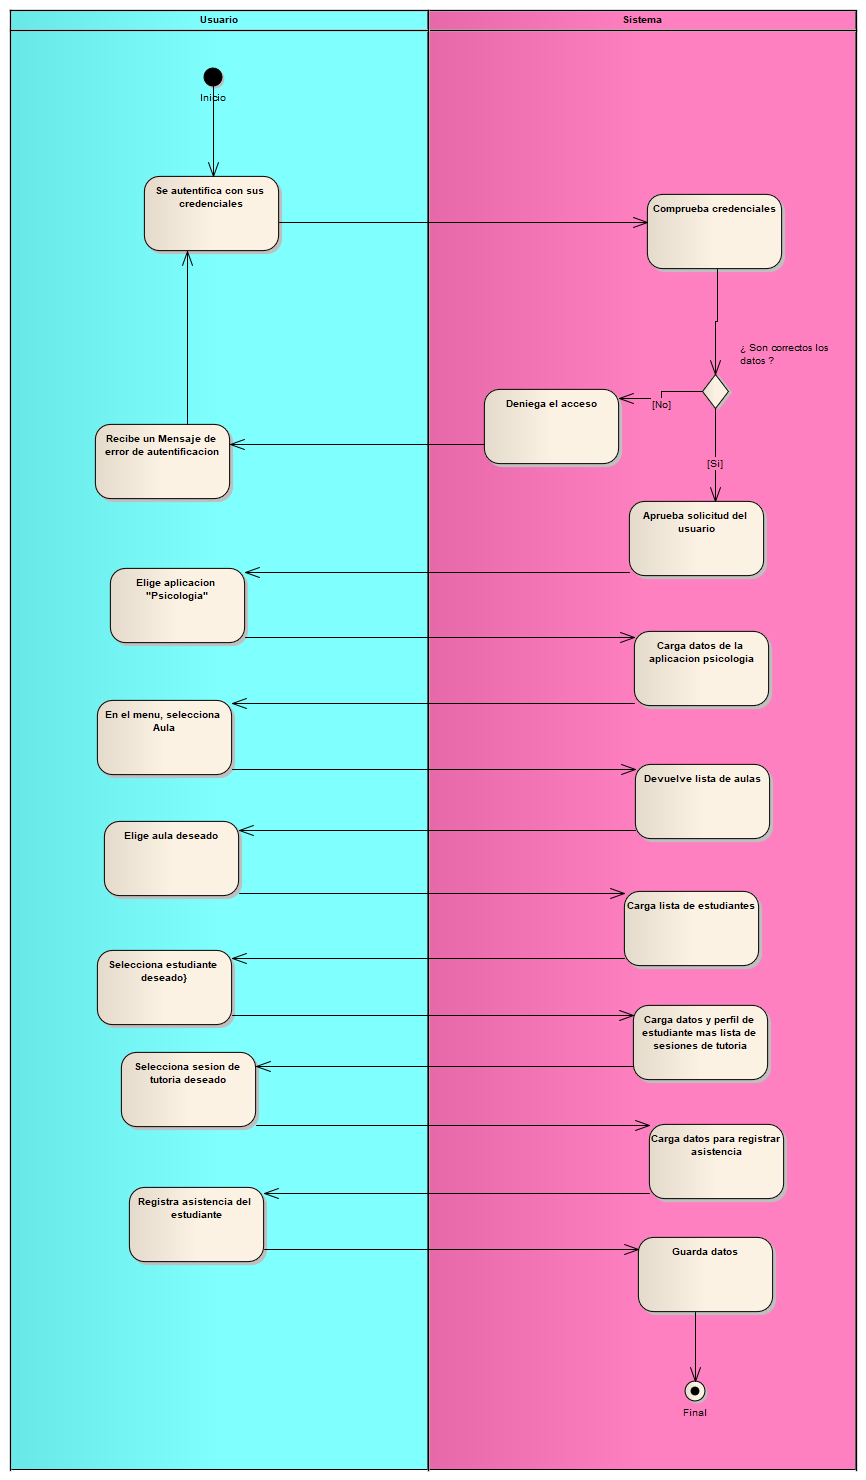 Usuario
Sistema
Inicio
Se autentifica con sus
credenciales
Comprueba credenciales
¿ Son correctos los
datos ?
Deniega el acceso
[No]
Recibe un Mensaje de
error de autentificacion
[Si]
Aprueba solicitud del
usuario
Elige aplicacion
"Psicologia"
Carga datos de la
aplicacion psicologia
En el menu, selecciona
Aula
Devuelve lista de aulas
Elige aula deseado
Carga lista de estudiantes
Selecciona estudiante
deseado}
Carga datos y perfil de
estudiante mas lista de
sesiones de tutoria
Selecciona sesion de
tutoria deseado
Carga datos para registrar
asistencia
Registra asistencia del
estudiante
Guarda datos
Final